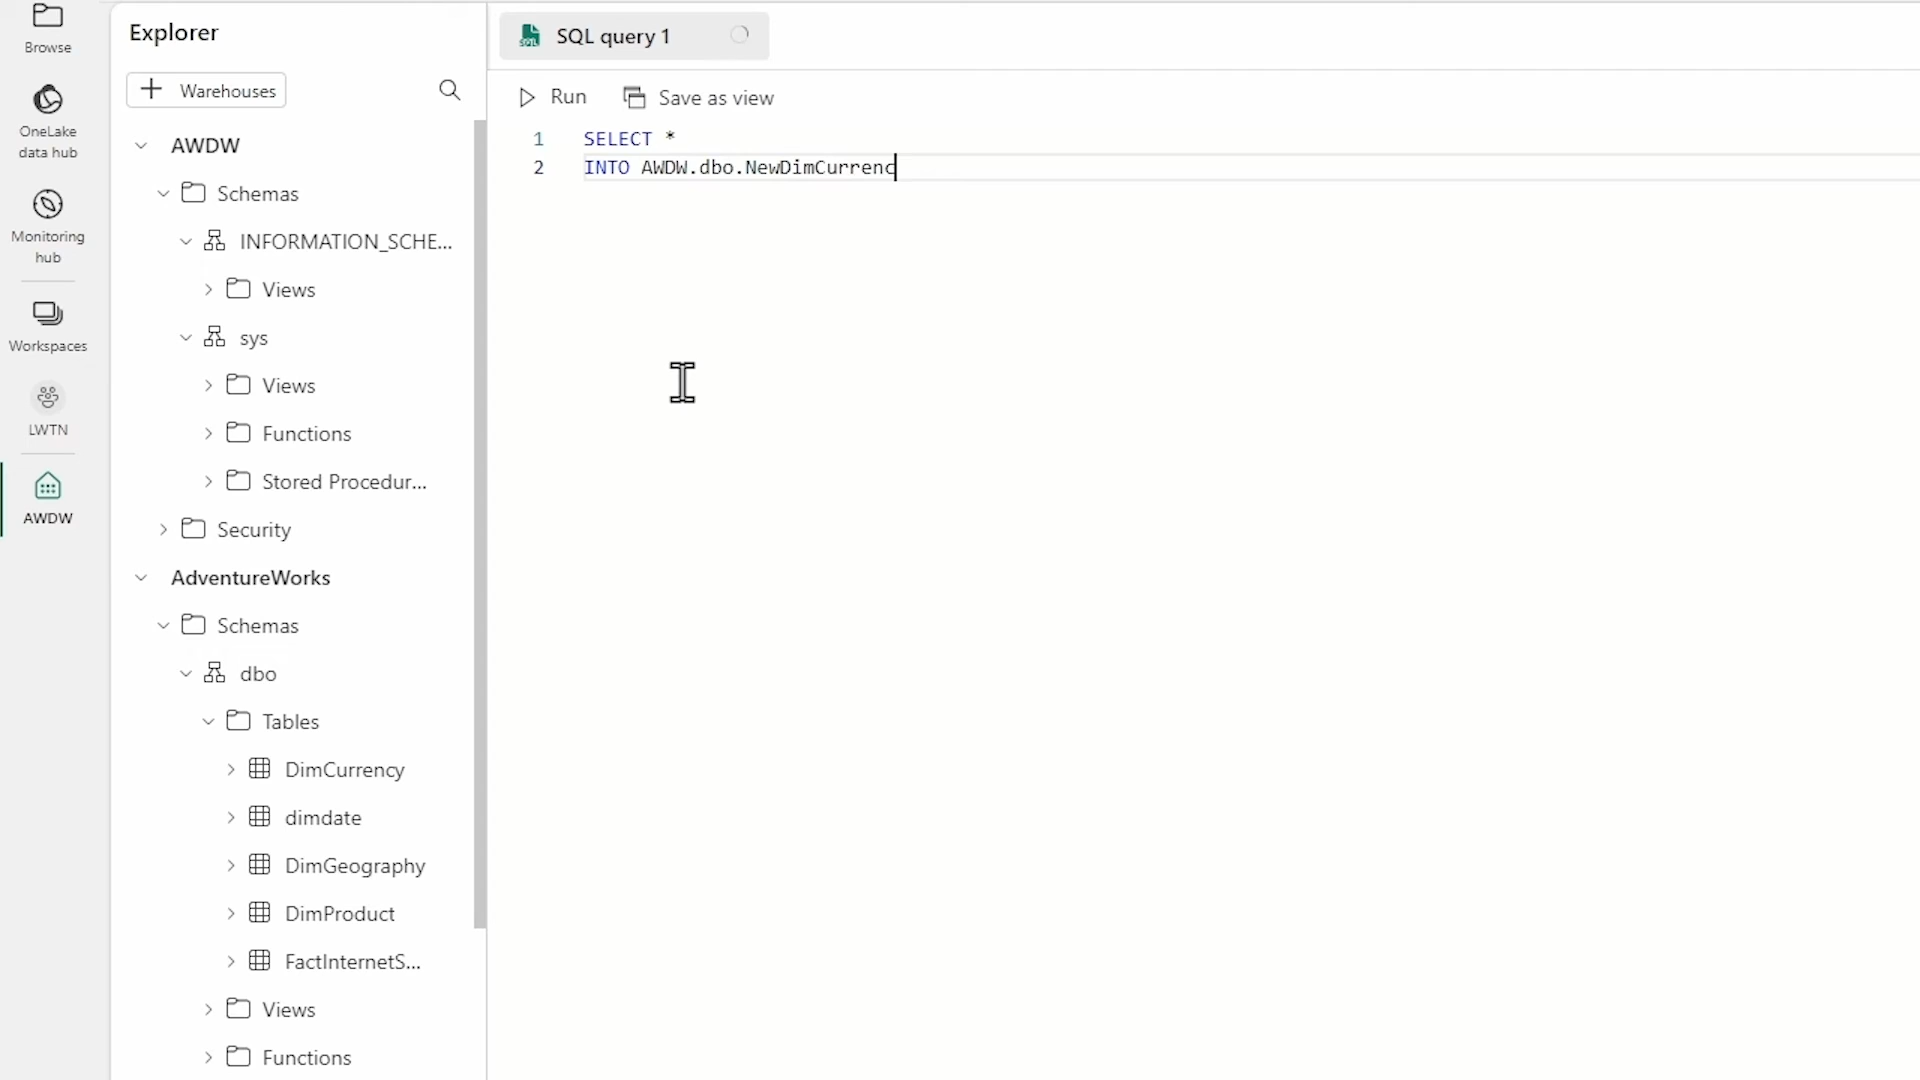 Browse
OneLake
data hub
Monitoring
hub
Workspaces
LWTN
AWDW
Explorer
Warehouses
AWDW
Schemas
INFORMATION_SCHE...
Views
sys
Views
Functions
Stored Procedur...
Security
AdventureWorks
Schemas
dbo
Tables
DimCurrency
dimdate
DimGeography
DimProduct
FactInternetS...
Views
Functions
SQL query 1
Run
Save as view
1 SELECT *
2 INTO AWDW.dbo.NewDimCurrenc